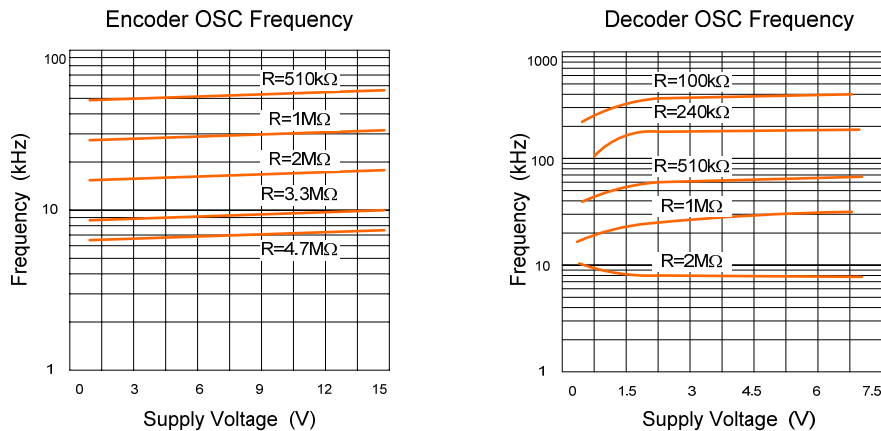 Encoder OSC Frequency
100
10
1
Frequency (kHz)
R=510kΩ
R=1MΩ
R=2MΩ
R=3.3MΩ
R=4.7MΩ
0 3 6 9 12 15
Supply Voltage (V)
Decoder OSC Frequency
1000
100
10
1
Frequency (kHz)
R=100kΩ
R=240kΩ
R=510kΩ
R=1MΩ
R=2MΩ
0 1.5 3 4.5 6 7.5
Supply Voltage (V)